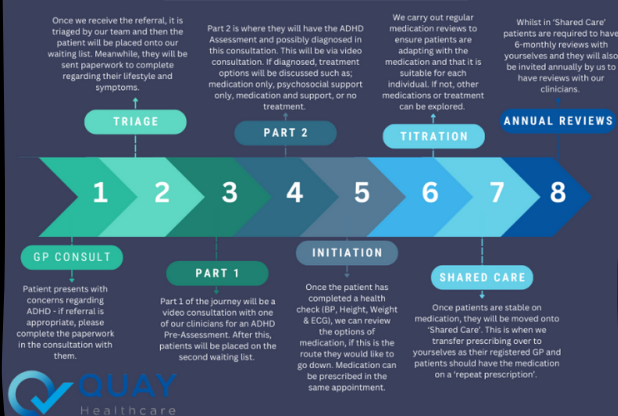 Once we receive the referral, it is
triaged by our team and then the
patient will be placed onto our
waiting list. Meanwhile, they will be
sent paperwork to complete
regarding their lifestyle and
symptoms.
TRIAGE
Part 2 is where they will have the ADHD
Assessment and possibly diagnosed in
this consultation. This will be via video
consultation. If diagnosed, treatment
options will be discussed such as;
medication only, psychosocial support
only, medication and support, or no
treatment.
PART 2
We carry out regular
medication reviews to
ensure patients are
adapting with the
medication and that it is
suitable for each
individual. If not, other
medications or treatment
can be explored.
TITRATION
Whilst in 'Shared Care'
patients are required to have
6-monthly reviews with
yourselves and they will also
be invited annually by us to
have reviews with our
clinicians.
ANNUAL REVIEWS
1 2 3 4 5 6 7 8
GP CONSULT
Patient presents with
concerns regarding
ADHD - if referral is
appropriate, please
complete the paperwork
in the consultation with
them.
PART 1
Part 1 of the journey will be a
video consultation with one
of our clinicians for an ADHD
Pre-Assessment. After this,
patients will be placed on the
second waiting list.
INITIATION
Once the patient has
completed a health
check (BP, Height, Weight
& ECG), we can review
the options of
medication, if this is the
route they would like to
go down. Medication can
be prescribed in the
same appointment.
SHARED CARE
Once patients are stable on
medication, they will be moved onto
'Shared Care'. This is when we
transfer prescribing over to
yourselves as their registered GP and
patients should have the medication
on a 'repeat prescription'.
QUAY
Healthcare